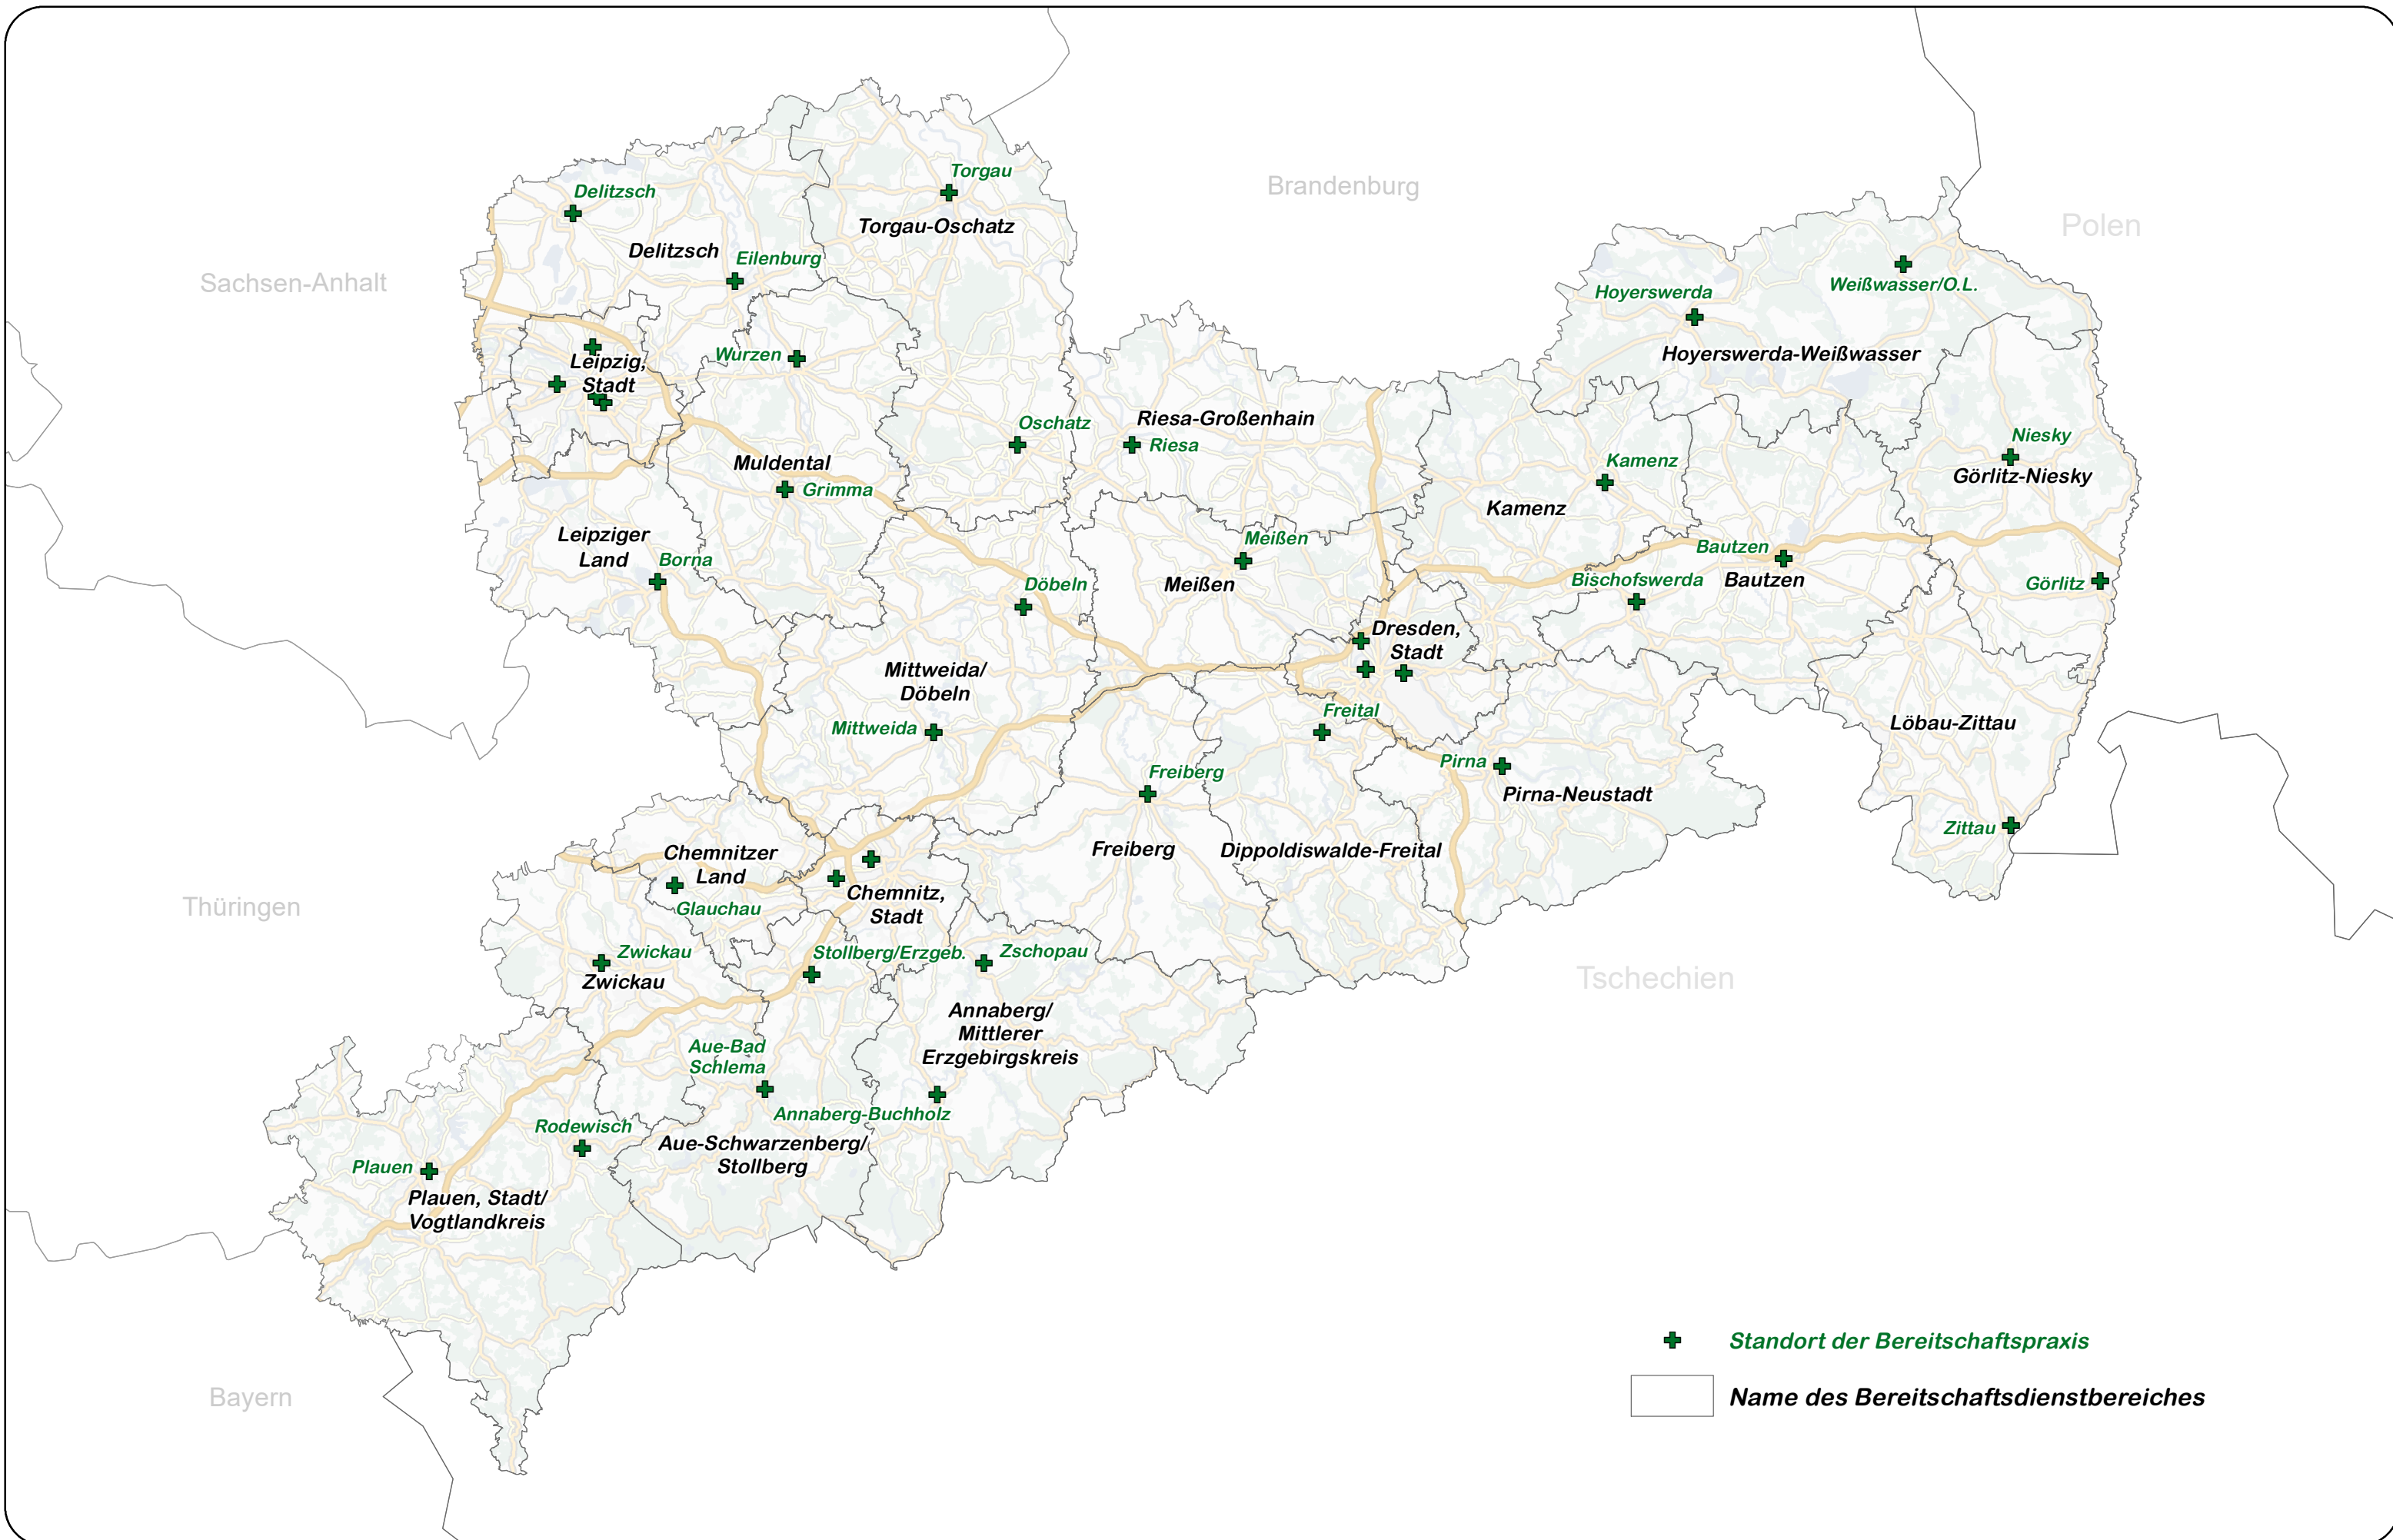 Torgau
Brandenburg
Delitzsch
Polen
Torgau-Oschatz
Delitzsch
Eilenburg
Sachsen-Anhalt
Weißwasser/O.L.
Hoyerswerda
Wurzen
Leipzig,
Stadt
Hoyerswerda-Weißwasser
Riesa-Großenhain
Oschatz
Riesa
Niesky
Görlitz-Niesky
Kamenz
Kamenz
Muldental
Grimma
Leipziger
Land
Borna
Meißen
Meißen
Bautzen
Bautzen
Bischofswerda
Görlitz
Döbeln
Dresden,
Stadt
Mittweida/
Döbeln
Mittweida
Freital
Löbau-Zittau
Pirna
Pirna-Neustadt
Freiberg
Freiberg
Dippoldiswalde-Freital
Zittau
Chemnitzer
Land
Glauchau
Chemnitz,
Stadt
Thüringen
Zwickau
Zwickau
Stollberg/Erzgeb.
Zschopau
Tschechien
Annaberg/
Mittlerer
Erzgebirgskreis
Aue-Bad
Schlema
Annaberg-Buchholz
Rodewisch
Aue-Schwarzenberg/
Stollberg
Plauen
Plauen, Stadt/
Vogtlandkreis
Bayern
Standort der Bereitschaftspraxis
Name des Bereitschaftsdienstbereiches